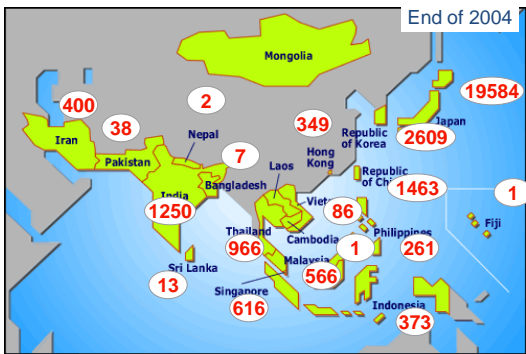 End of 2004
Mongolia
19584
400
2
38
349
Iran
Nepal
Republic
of Korea
Japan
2609
Pakistan
7
Hong
Kong
Laos
Republic
of Chi
Bangladesh
1463
India
1250
Viet
86
1
Fiji
Thailand
966
Cambodia
1
Philippines
261
Malaysia
566
Sri Lanka
13
Singapore
616
Indonesia
373